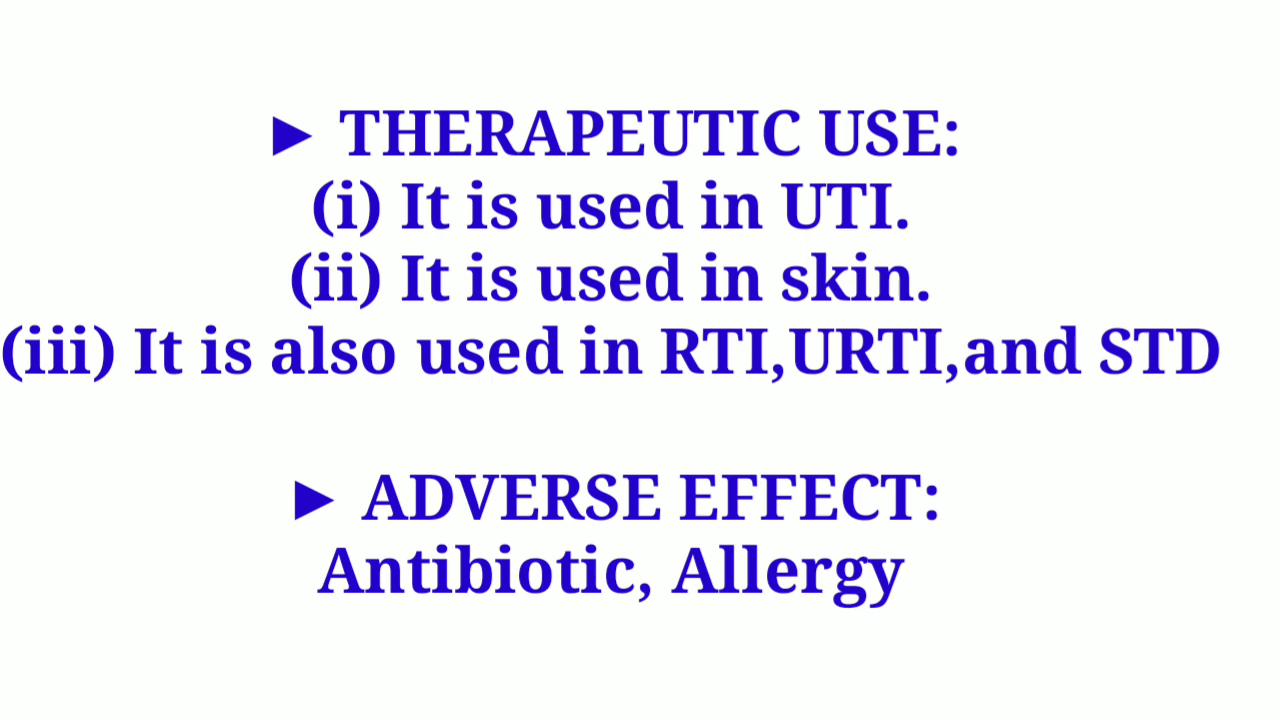 ► THERAPEUTIC USE:
(i) It is used in UTI.
(ii) It is used in skin.
(iii) It is also used in RTI,URTI,and STD
► ADVERSE EFFECT:
Antibiotic, Allergy